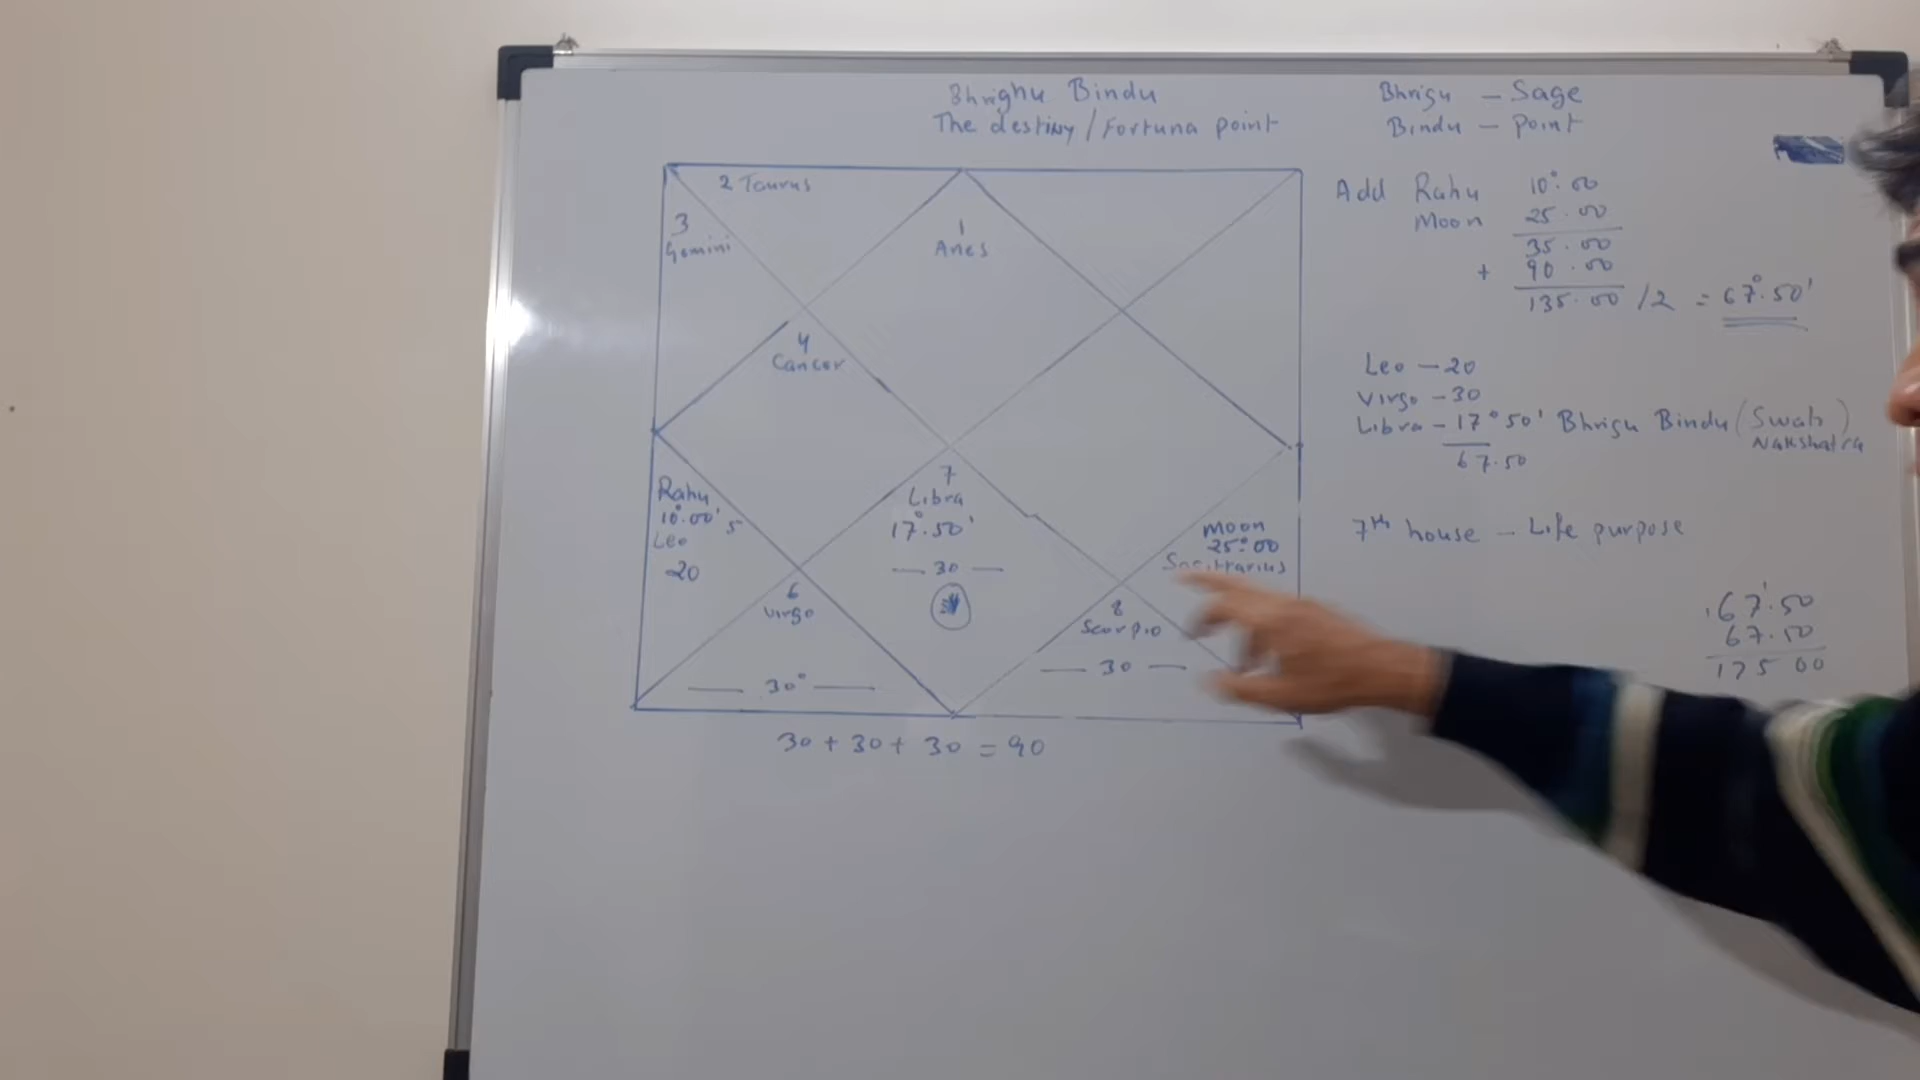 Bhrighu Bindu
The destiny / Fortuna point
Bhrigu – Sage
Bindu – Point
2 Taurus
3
Gemini
1
Aries
4
Cancer
Rahu
10°.00' 5
Leo
20
6
Virgo
30°
7
Libra
17°.50'
30
Moon
25°.00
Sagittarius
8
Scorpio
30
30 + 30 + 30 = 90
Add Rahu 10°.00
Moon 25.00
35.00
+ 90.00
135.00 /2 = 67°.50'
Leo – 20
Virgo – 30
Libra – 17°50' Bhrigu Bindu (Swati)
Nakshatra
67.50
7th house – Life purpose
67.50
67.50
135 00